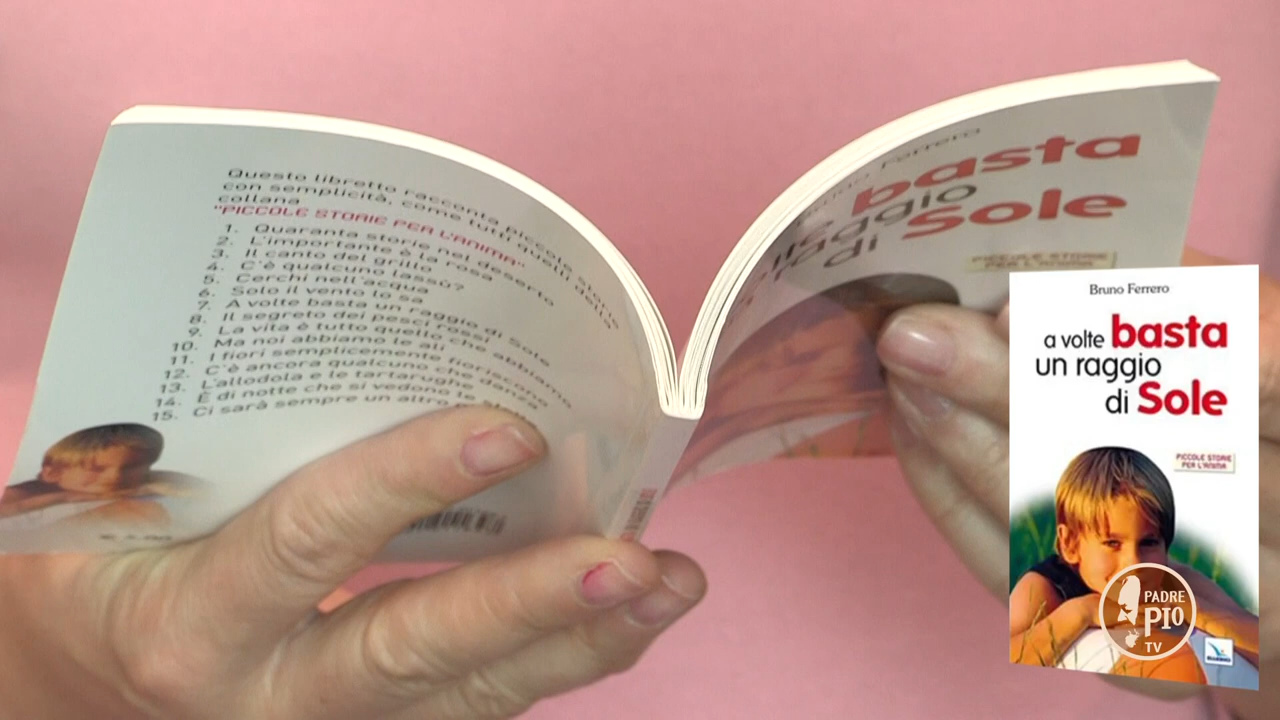 Questo libretto racconta piccole storie
con semplicità, come tutti quelli della
collana
"PICCOLE STORIE PER L'ANIMA"
1. Quaranta storie nel deserto
2. L'importante è la rosa
3. Il canto del grillo
4. C'è qualcuno lassù?
5. Cerchi nell'acqua
6. Solo il vento lo sa
7. A volte basta un raggio di Sole
8. Il segreto dei pesci rossi
9. La vita è tutto quello che abbiamo
10. Ma noi abbiamo le ali
11. I fiori semplicemente fioriscono
12. C'è ancora qualcuno che danza
13. L'allodola e le tartarughe
14. È di notte che si vedono le stelle
15. Ci sarà sempre un altro
Ferrero
basta
raggio
di Sole
PICCOLE STORIE
PER L'ANIMA
Bruno Ferrero
a volte basta
un raggio
di Sole
PICCOLE STORIE
PER L'ANIMA
PADRE
PIO
TV